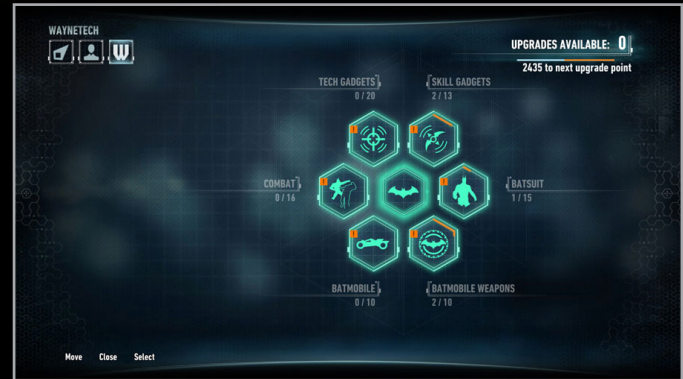 WAYNETECH
W
UPGRADES AVAILABLE: 0
2435 to next upgrade point
TECH GADGETS
0 / 20
SKILL GADGETS
2 / 13
COMBAT
0 / 16
BATSUIT
1 / 15
BATMOBILE
0 / 10
BATMOBILE WEAPONS
2 / 10
Move Close Select